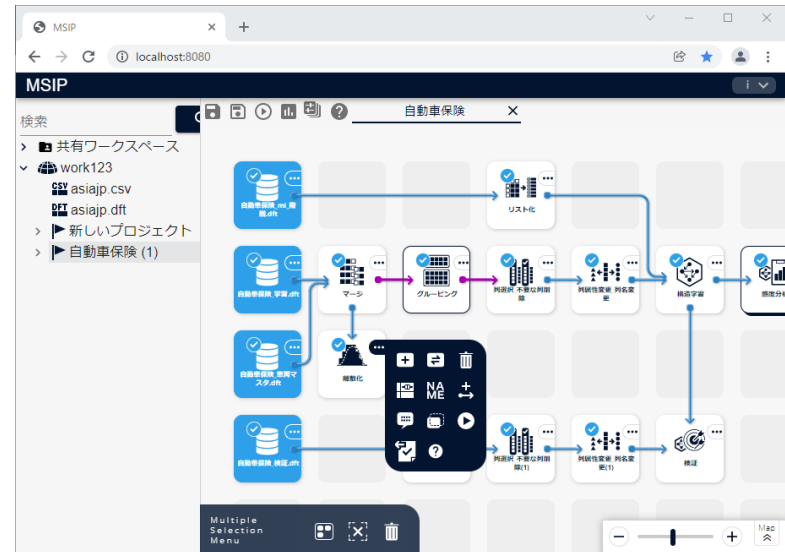 MSIP
localhost:8080
MSIP
i
検索
自動車保険
共有ワークスペース
work123
CSV asiajp.csv
DFT asiajp.dft
新しいプロジェクト
自動車保険 (1)
自動車保険_mi_階
層.dft
リスト化
自動車保険_学習.dft
マージ
グルーピング
列選択 不要な列削
除
列属性変更 列名変
更
構造学習
感度分析
自動車保険_車両マ
スタ.dft
離散化
NA
ME
自動車保険_検証.dft
列選択 不要な列削
除(1)
列属性変更 列名変
更(1)
検証
Multiple
Selection
Menu
Map